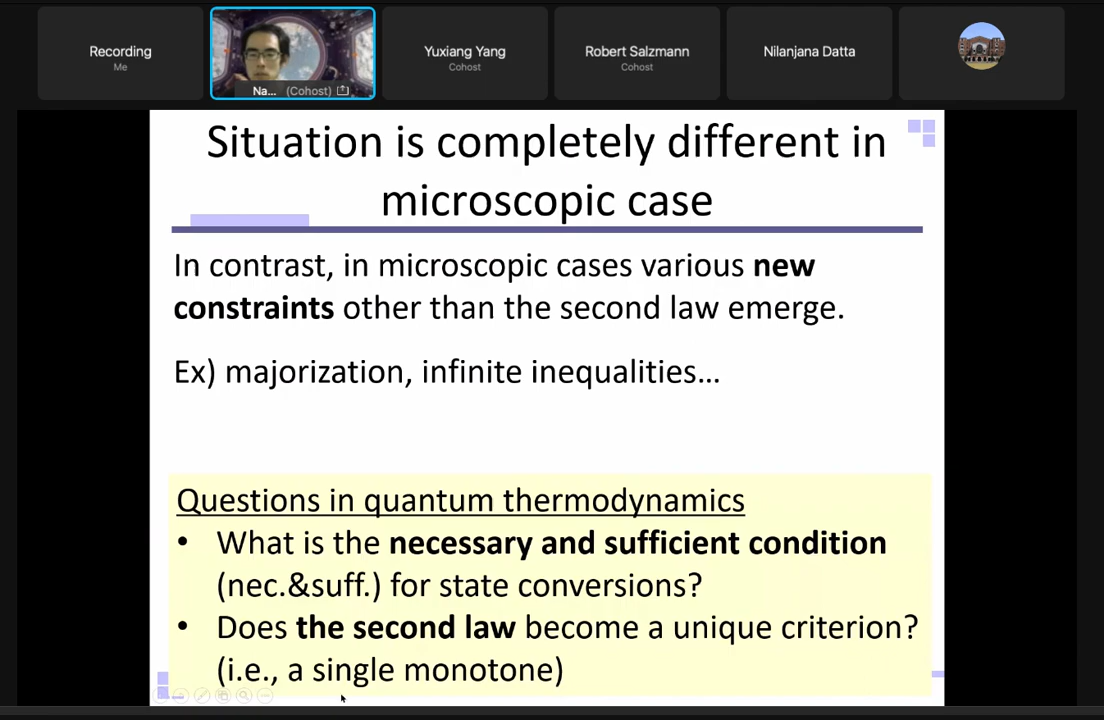 Recording
Me
Na... (Cohost)
Yuxiang Yang
Cohost
Robert Salzmann
Cohost
Nilanjana Datta
Situation is completely different in
microscopic case
In contrast, in microscopic cases various new
constraints other than the second law emerge.
Ex) majorization, infinite inequalities...
Questions in quantum thermodynamics
• What is the necessary and sufficient condition
(nec.&suff.) for state conversions?
• Does the second law become a unique criterion?
(i.e., a single monotone)